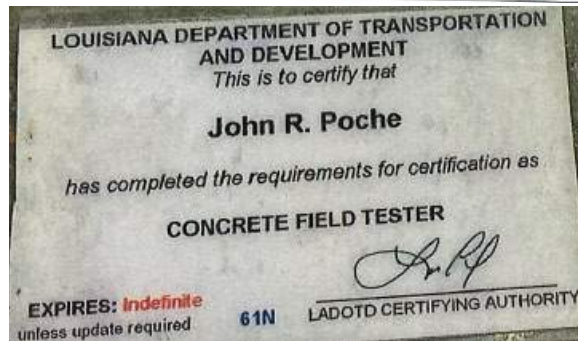 LOUISIANA DEPARTMENT OF TRANSPORTATION
AND DEVELOPMENT
This is to certify that
John R. Poche
has completed the requirements for certification as
CONCRETE FIELD TESTER
EXPIRES: Indefinite
unless update required
61N
LADOTD CERTIFYING AUTHORITY